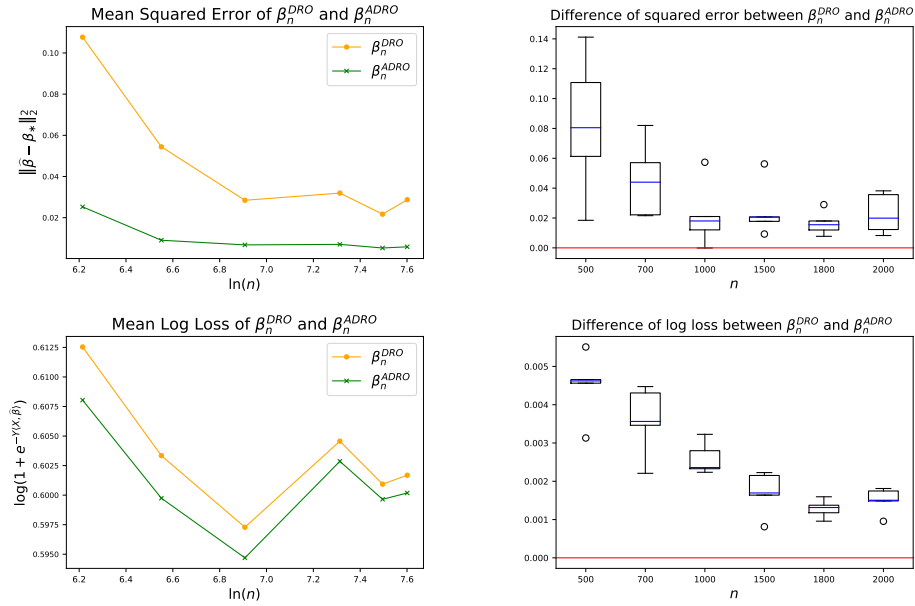 Mean Squared Error of β_n^{DRO} and β_n^{ADRO}
‖β̂ − β_*‖_2^2
0.10
0.08
0.06
0.04
0.02
β_n^{DRO}
β_n^{ADRO}
6.2 6.4 6.6 6.8 7.0 7.2 7.4 7.6
ln(n)
Difference of squared error between β_n^{DRO} and β_n^{ADRO}
0.14
0.12
0.10
0.08
0.06
0.04
0.02
0.00
500 700 1000 1500 1800 2000
n
Mean Log Loss of β_n^{DRO} and β_n^{ADRO}
log(1 + e^{−Y⟨X, β̂⟩})
0.6125
0.6100
0.6075
0.6050
0.6025
0.6000
0.5975
0.5950
β_n^{DRO}
β_n^{ADRO}
6.2 6.4 6.6 6.8 7.0 7.2 7.4 7.6
ln(n)
Difference of log loss between β_n^{DRO} and β_n^{ADRO}
0.005
0.004
0.003
0.002
0.001
0.000
500 700 1000 1500 1800 2000
n